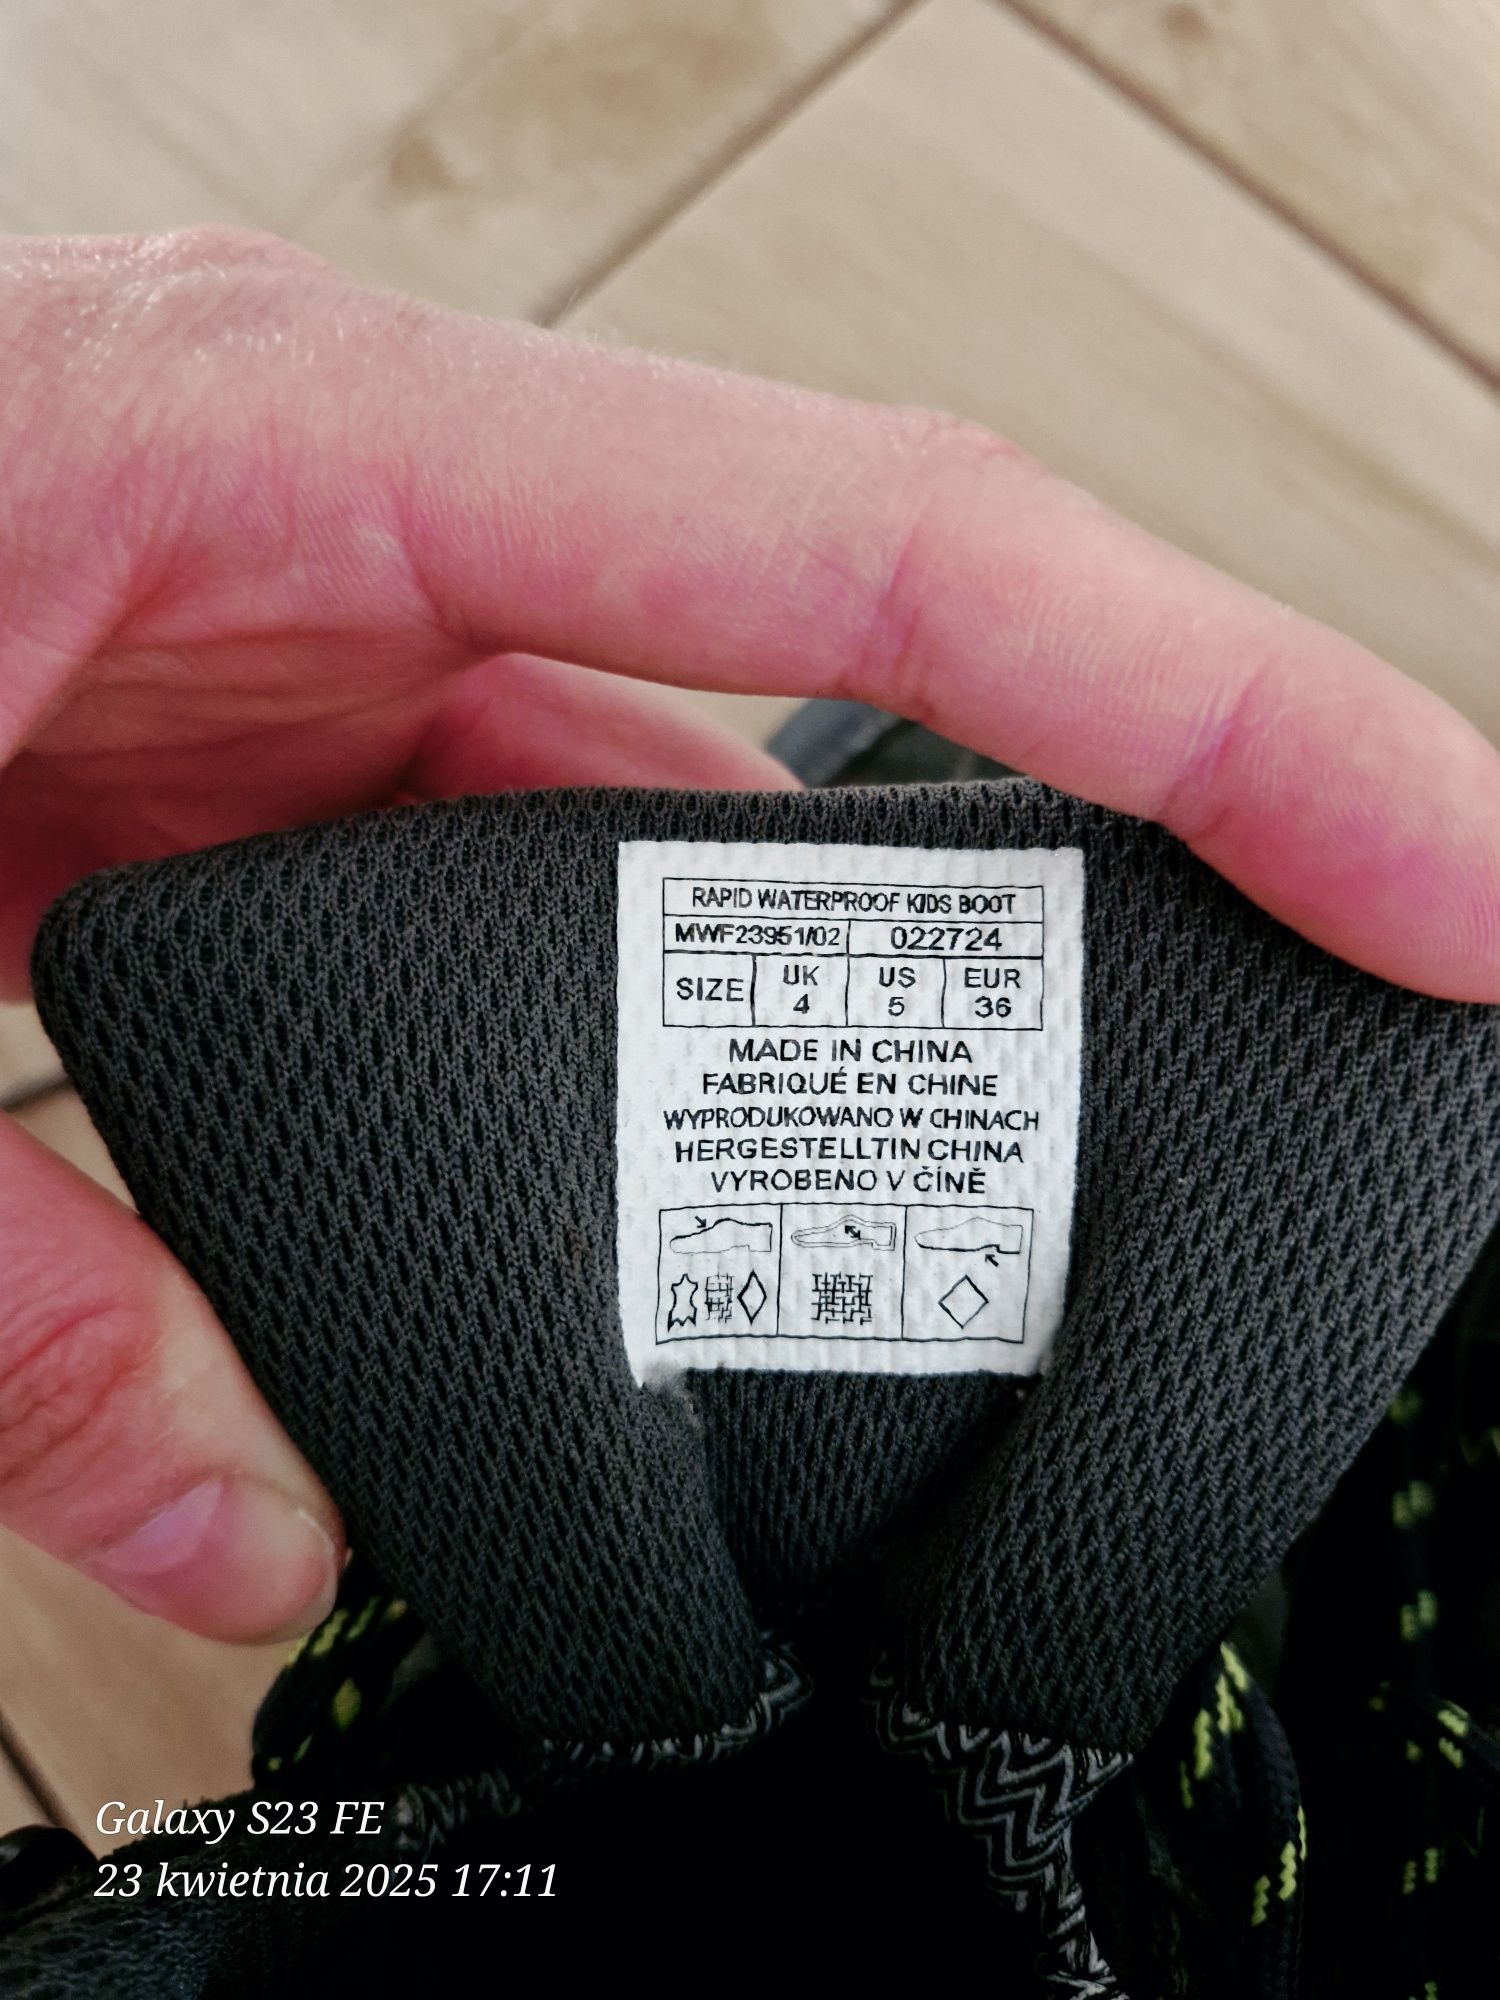 RAPID WATERPROOF KIDS BOOT
MWF23951/02 022724
SIZE UK 4 US 5 EUR 36
MADE IN CHINA
FABRIQUÉ EN CHINE
WYPRODUKOWANO W CHINACH
HERGESTELLTIN CHINA
VYROBENO V ČÍNĚ
Galaxy S23 FE
23 kwietnia 2025 17:11